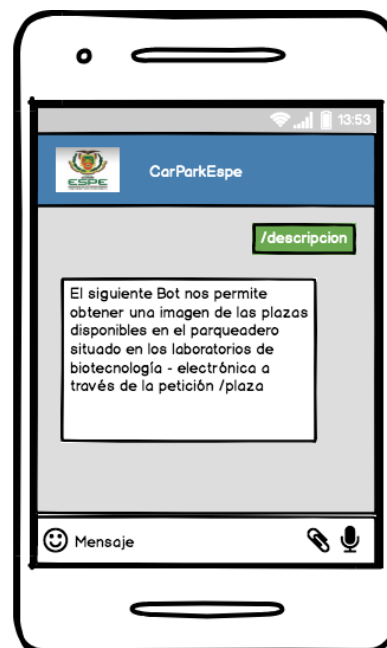 13:53
ESPE
CarParkEspe
/descripcion
El siguiente Bot nos permite
obtener una imagen de las plazas
disponibles en el parqueadero
situado en los laboratorios de
biotecnología - electrónica a
través de la petición /plaza
Mensaje